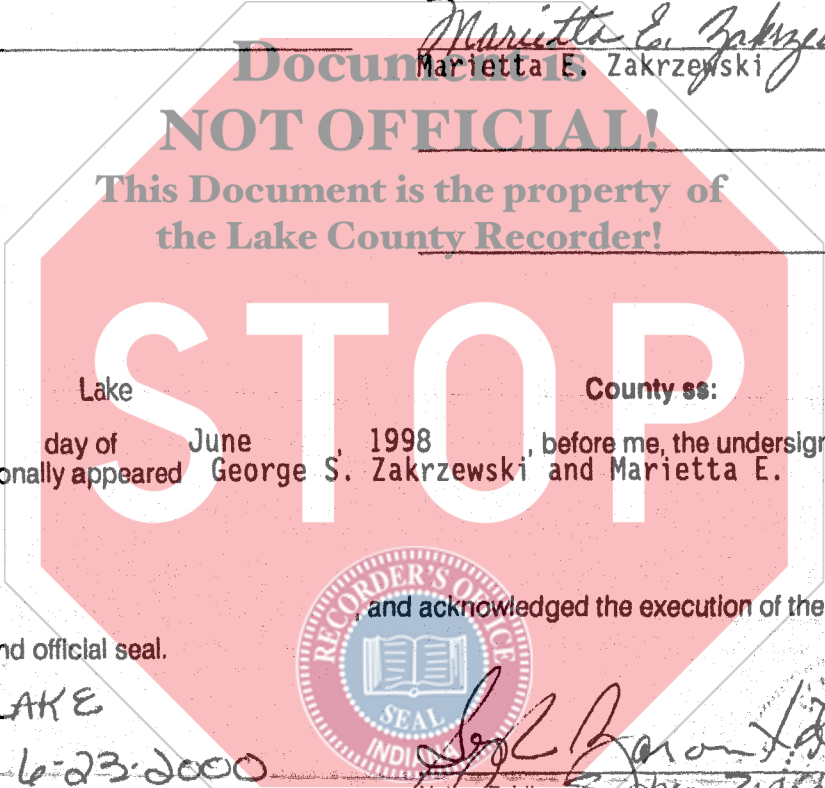 Marietta E.
Document is
Marietta E. Zakrzewski
NOT OFFICIAL!
This Document is the property of
the Lake County Recorder!
STOP
Lake County ss:
day of June , 1998 , before me, the undersign
onally appeared George S. Zakrzewski and Marietta E.
RECORDER'S OFFICE
, and acknowledged the execution of the
nd official seal.
SEAL
LAKE
INDIANA
6-23-2000